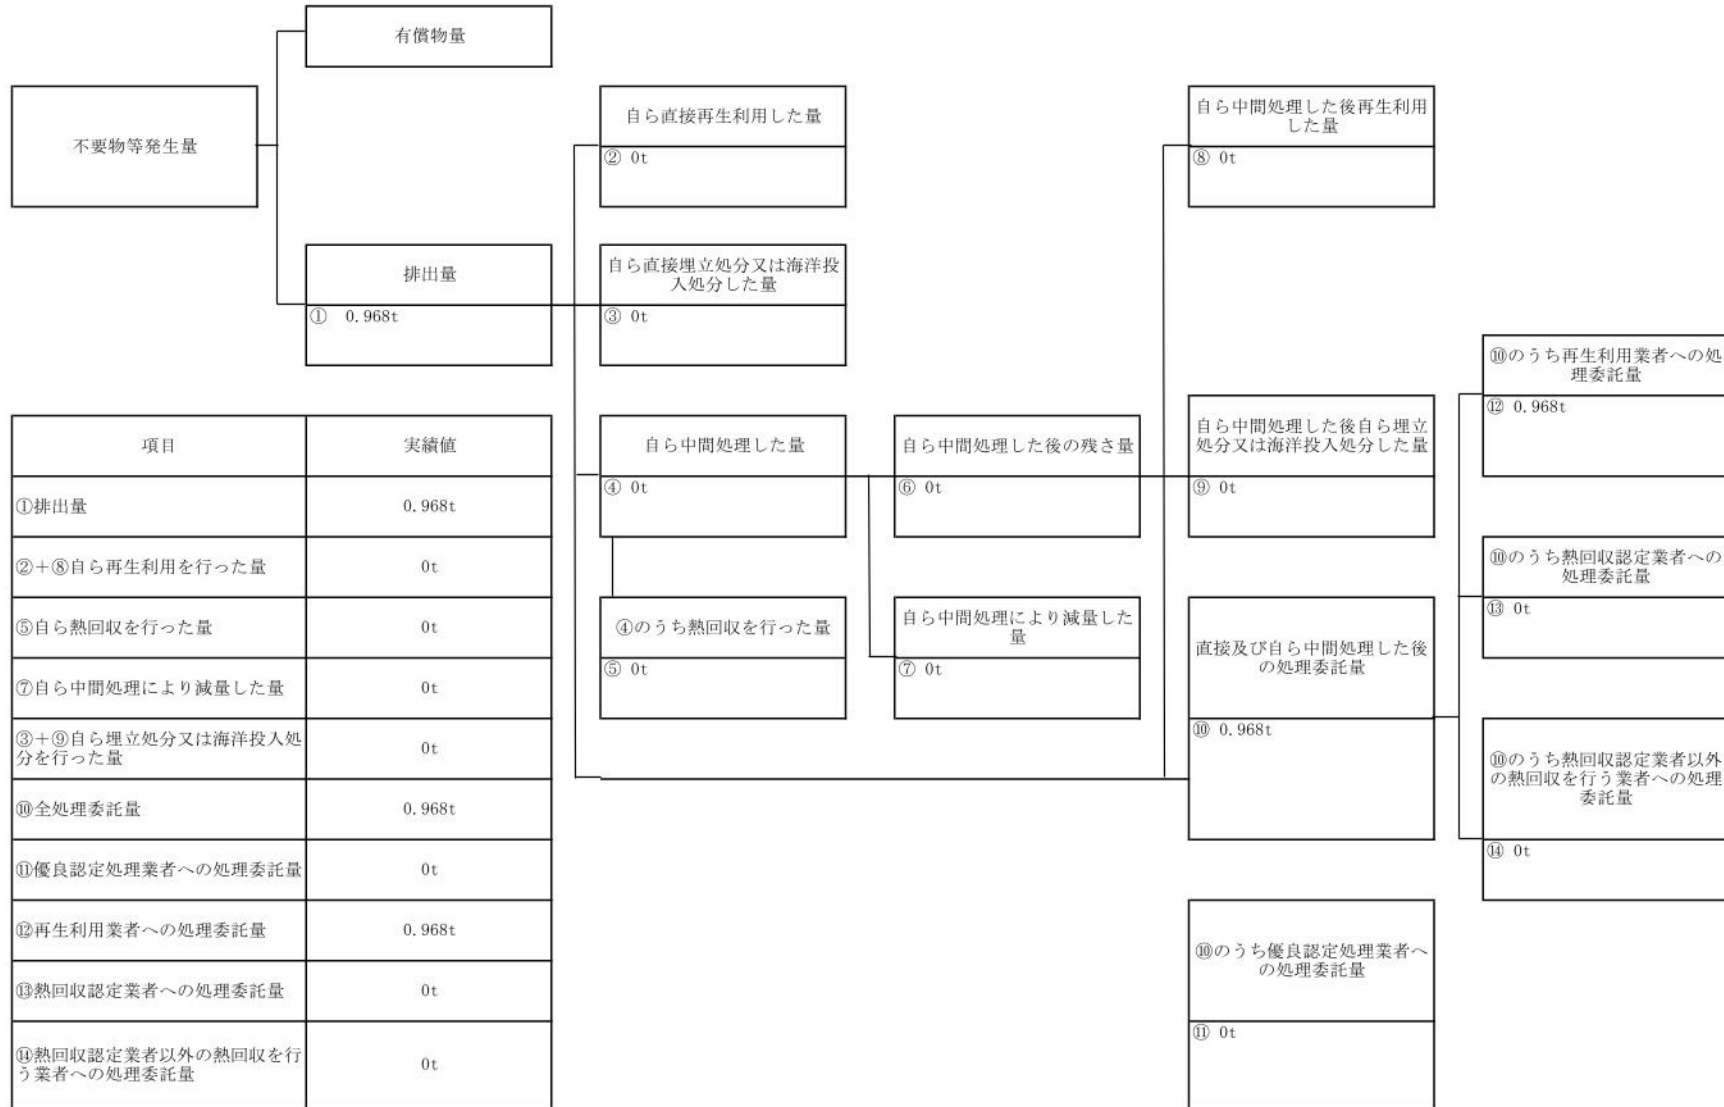 有償物量
不要物等発生量
自ら直接再生利用した量
② 0t
自ら中間処理した後再生利用
した量
⑧ 0t
排出量
① 0.968t
自ら直接埋立処分又は海洋投
入処分した量
③ 0t
⑩のうち再生利用業者への処
理委託量
⑫ 0.968t
自ら中間処理した量
④ 0t
自ら中間処理した後の残さ量
⑥ 0t
自ら中間処理した後自ら埋立
処分又は海洋投入処分した量
⑨ 0t
⑩のうち熱回収認定業者への
処理委託量
⑬ 0t
④のうち熱回収を行った量
⑤ 0t
自ら中間処理により減量した
量
⑦ 0t
直接及び自ら中間処理した後
の処理委託量
⑩ 0.968t
⑩のうち熱回収認定業者以外
の熱回収を行う業者への処理
委託量
⑭ 0t
⑩のうち優良認定処理業者へ
の処理委託量
⑪ 0t
項目 実績値
①排出量 0.968t
②+⑧自ら再生利用を行った量 0t
⑤自ら熱回収を行った量 0t
⑦自ら中間処理により減量した量 0t
③+⑨自ら埋立処分又は海洋投入処
分を行った量 0t
⑩全処理委託量 0.968t
⑪優良認定処理業者への処理委託量 0t
⑫再生利用業者への処理委託量 0.968t
⑬熱回収認定業者への処理委託量 0t
⑭熱回収認定業者以外の熱回収を行
う業者への処理委託量 0t